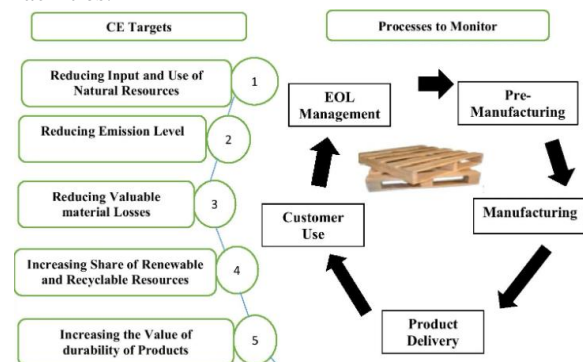 CE Targets
Processes to Monitor
Reducing Input and Use of
Natural Resources
1
Reducing Emission Level
2
Reducing Valuable
material Losses
3
Increasing Share of Renewable
and Recyclable Resources
4
Increasing the Value of
durability of Products
5
EOL
Management
Pre-
Manufacturing
Manufacturing
Product
Delivery
Customer
Use